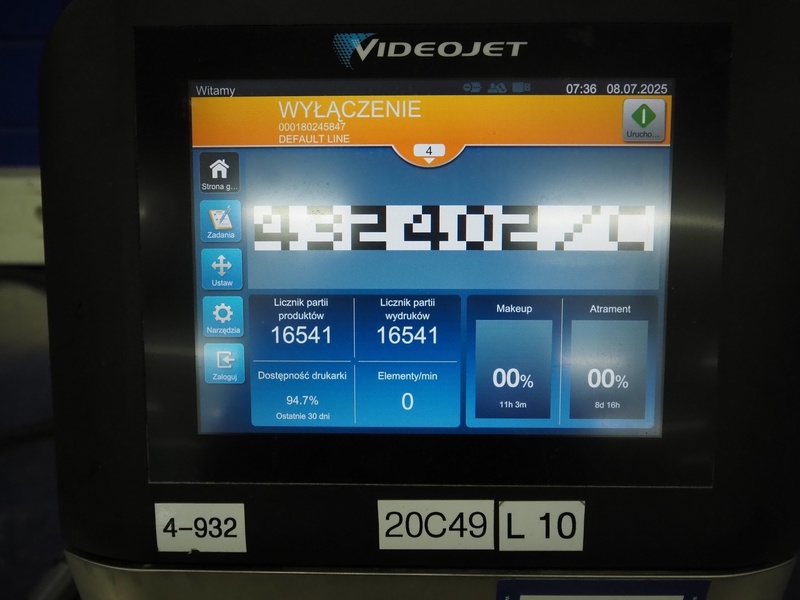 VIDEOJET
Witamy
07:36 08.07.2025
WYŁĄCZENIE
000180245847
DEFAULT LINE
Urucho...
4
Strona g...
Zadania
Ustaw
Narzędzia
Zaloguj
432402/C
Licznik partii
produktów
16541
Licznik partii
wydruków
16541
Dostępność drukarki
94.7%
Ostatnie 30 dni
Elementy/min
0
Makeup
00%
11h 3m
Atrament
00%
8d 16h
4-932
20C49
L 10